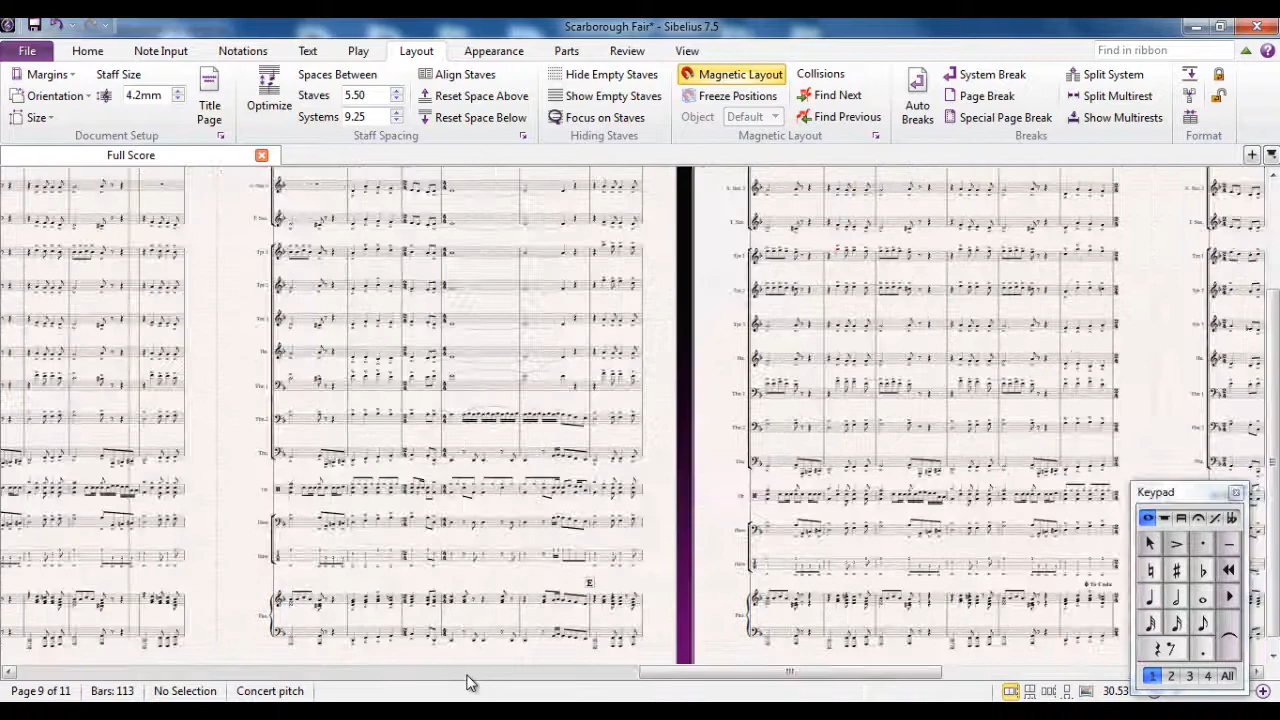 Scarborough Fair* - Sibelius 7.5
File Home Note Input Notations Text Play Layout Appearance Parts Review View Find in ribbon
Margins Staff Size Spaces Between Align Staves Hide Empty Staves Magnetic Layout Collisions System Break Split System
Orientation 4.2mm Title Page Optimize Staves 5.50 Reset Space Above Show Empty Staves Freeze Positions Find Next Auto Breaks Page Break Split Multirest
Size Systems 9.25 Reset Space Below Focus on Staves Object Default Find Previous Special Page Break Show Multirests
Document Setup Staff Spacing Hiding Staves Magnetic Layout Breaks Format
Full Score
Keypad
E
1 2 3 4 All
Page 9 of 11 Bars: 113 No Selection Concert pitch 30.53